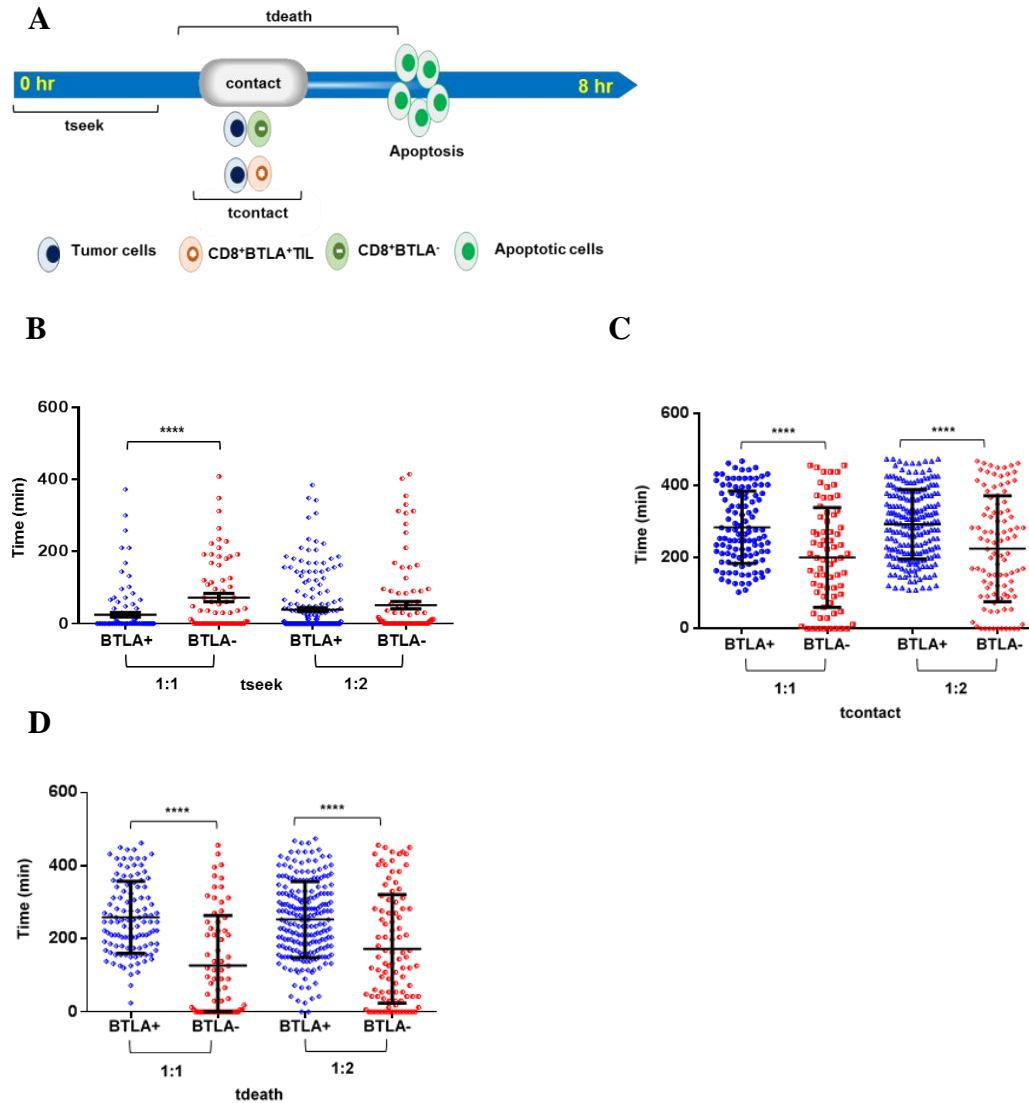 A
tdeath
0 hr
contact
8 hr
tseek
Apoptosis
tcontact
Tumor cells
CD8+BTLA+TIL
CD8+BTLA-
Apoptotic cells
B
600
400
200
0
Time (min)
****
BTLA+
BTLA-
BTLA+
BTLA-
1:1
tseek
1:2
C
600
400
200
0
Time (min)
****
****
BTLA+
BTLA-
BTLA+
BTLA-
1:1
1:2
tcontact
D
600
400
200
0
Time (min)
****
****
BTLA+
BTLA-
BTLA+
BTLA-
1:1
1:2
tdeath